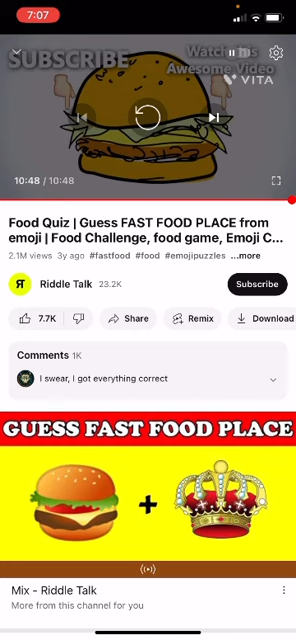 7:07
SUBSCRIBE
Watch this
Awesome Video
VITA
10:48 / 10:48
Food Quiz | Guess FAST FOOD PLACE from
emoji | Food Challenge, food game, Emoji C...
2.1M views 3y ago #fastfood #food #emojipuzzles ...more
Riddle Talk 23.2K
Subscribe
7.7K
Share
Remix
Download
Comments 1K
I swear, I got everything correct
GUESS FAST FOOD PLACE
Mix - Riddle Talk
More from this channel for you